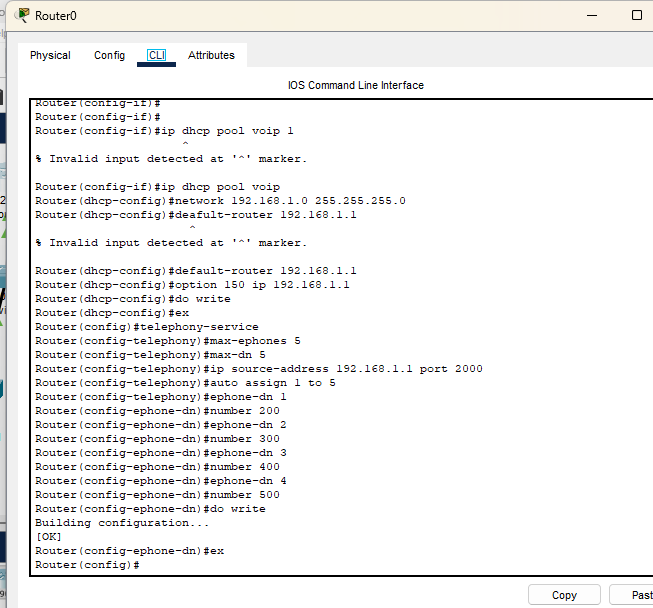 Router0
Physical Config CLI Attributes
IOS Command Line Interface
Router(config-if)#
Router(config-if)#
Router(config-if)#ip dhcp pool voip 1
^
% Invalid input detected at '^' marker.
Router(config-if)#ip dhcp pool voip
Router(dhcp-config)#network 192.168.1.0 255.255.255.0
Router(dhcp-config)#deafult-router 192.168.1.1
^
% Invalid input detected at '^' marker.
Router(dhcp-config)#default-router 192.168.1.1
Router(dhcp-config)#option 150 ip 192.168.1.1
Router(dhcp-config)#do write
Router(dhcp-config)#ex
Router(config)#telephony-service
Router(config-telephony)#max-ephones 5
Router(config-telephony)#max-dn 5
Router(config-telephony)#ip source-address 192.168.1.1 port 2000
Router(config-telephony)#auto assign 1 to 5
Router(config-telephony)#ephone-dn 1
Router(config-ephone-dn)#number 200
Router(config-ephone-dn)#ephone-dn 2
Router(config-ephone-dn)#number 300
Router(config-ephone-dn)#ephone-dn 3
Router(config-ephone-dn)#number 400
Router(config-ephone-dn)#ephone-dn 4
Router(config-ephone-dn)#number 500
Router(config-ephone-dn)#do write
Building configuration...
[OK]
Router(config-ephone-dn)#ex
Router(config)#
Copy Past